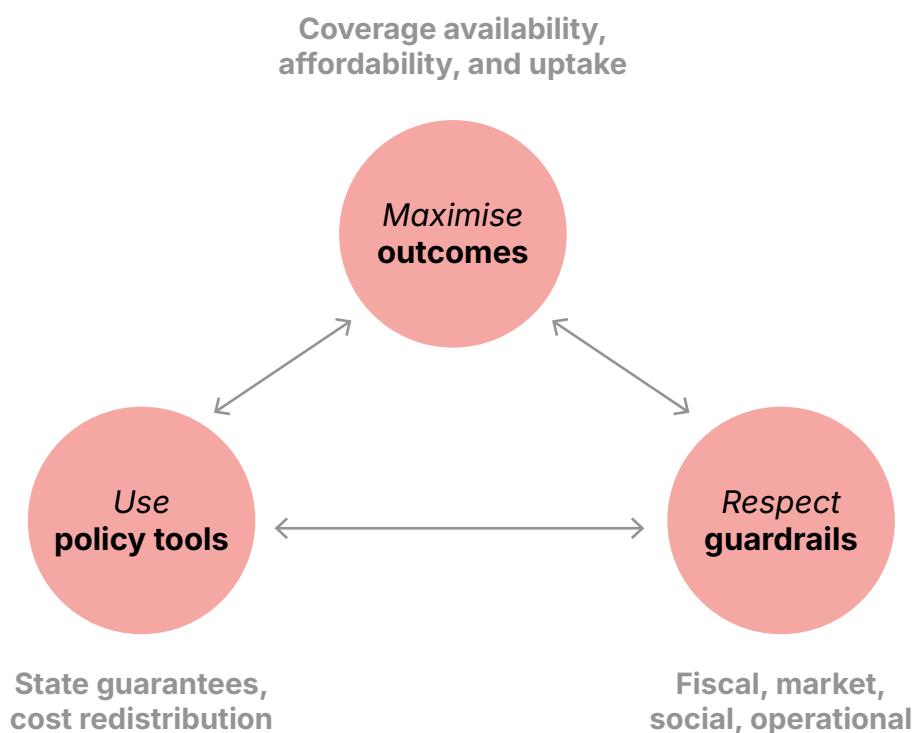 Coverage availability,
affordability, and uptake
Maximise
outcomes
Use
policy tools
Respect
guardrails
State guarantees,
cost redistribution
Fiscal, market,
social, operational